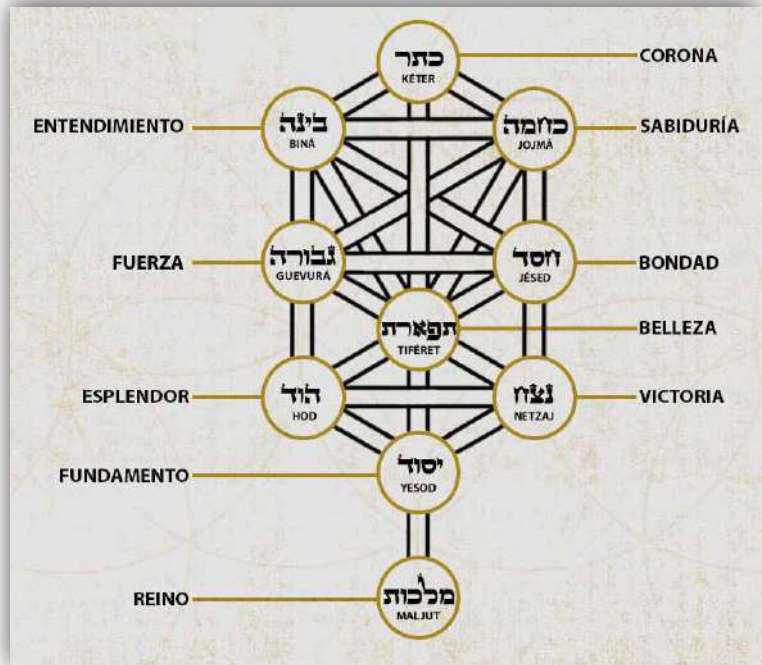 כתר
KÉTER
CORONA
ENTENDIMIENTO
בינה
BINÁ
כחמה
JOJMÁ
SABIDURÍA
FUERZA
גבורה
GUEVURÁ
חסד
JÉSED
BONDAD
תפארת
TIFÉRET
BELLEZA
ESPLENDOR
הוד
HOD
נצח
NETZAJ
VICTORIA
FUNDAMENTO
יסוד
YESOD
REINO
מלכות
MALJUT